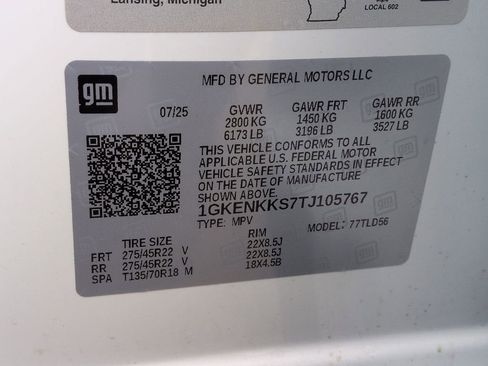 Lansing, Michigan
LOCAL 602
gm
MFD BY GENERAL MOTORS LLC
07/25 GVWR GAWR FRT GAWR RR
2800 KG 1450 KG 1600 KG
6173 LB 3196 LB 3527 LB
THIS VEHICLE CONFORMS TO ALL
APPLICABLE U.S. FEDERAL MOTOR
VEHICLE SAFETY STANDARDS IN EFFECT
ON THE DATE OF MANUFACTURE SHOWN ABOVE.
1GKENKKS7TJ105767
TYPE: MPV MODEL: 77TLD56
TIRE SIZE RIM
FRT 275/45R22 V 22X8.5J
RR 275/45R22 V 22X8.5J
SPA T135/70R18 M 18X4.5B